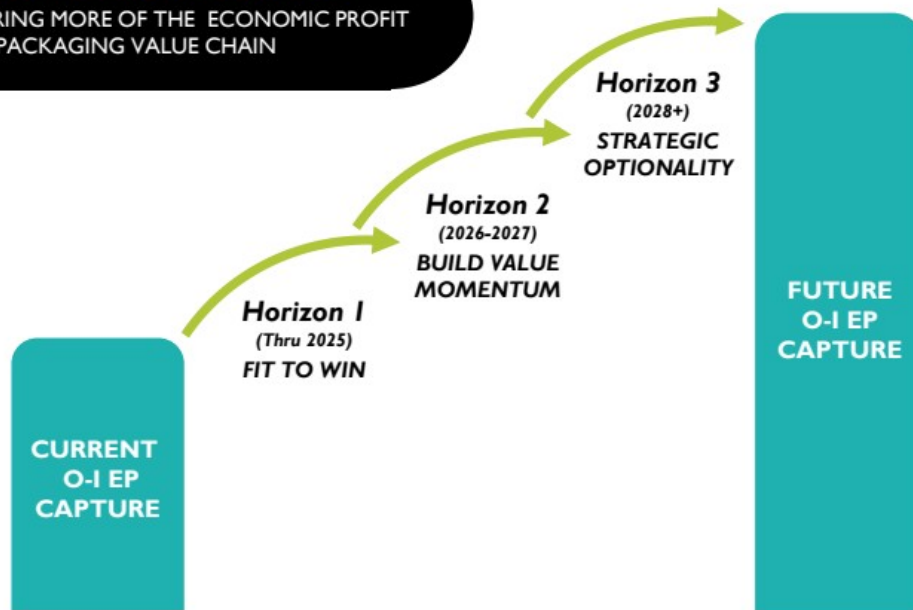 RING MORE OF THE ECONOMIC PROFIT
PACKAGING VALUE CHAIN
Horizon 3
(2028+)
STRATEGIC
OPTIONALITY
Horizon 2
(2026-2027)
BUILD VALUE
MOMENTUM
Horizon 1
(Thru 2025)
FIT TO WIN
FUTURE
O-I EP
CAPTURE
CURRENT
O-I EP
CAPTURE